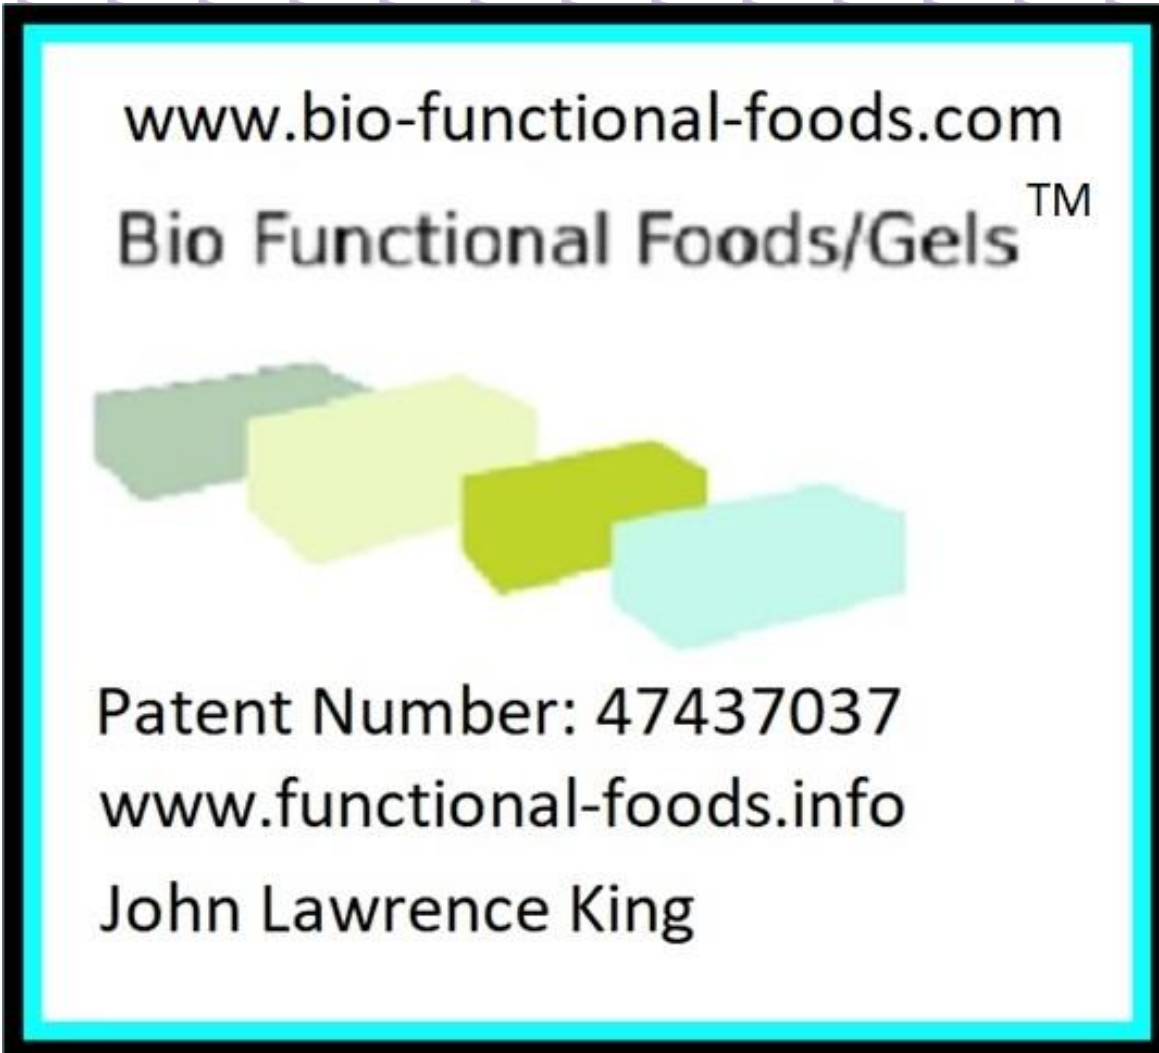 www.bio-functional-foods.com
Bio Functional Foods/Gels™
Patent Number: 47437037
www.functional-foods.info
John Lawrence King